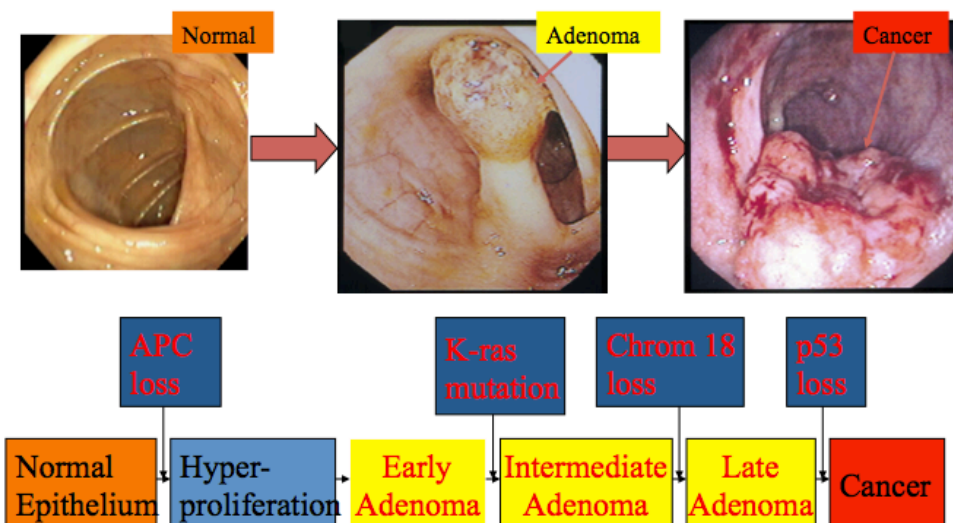 Normal
Adenoma
Cancer
APC
loss
K-ras
mutation
Chrom 18
loss
p53
loss
Normal
Epithelium
Hyper-
proliferation
Early
Adenoma
Intermediate
Adenoma
Late
Adenoma
Cancer